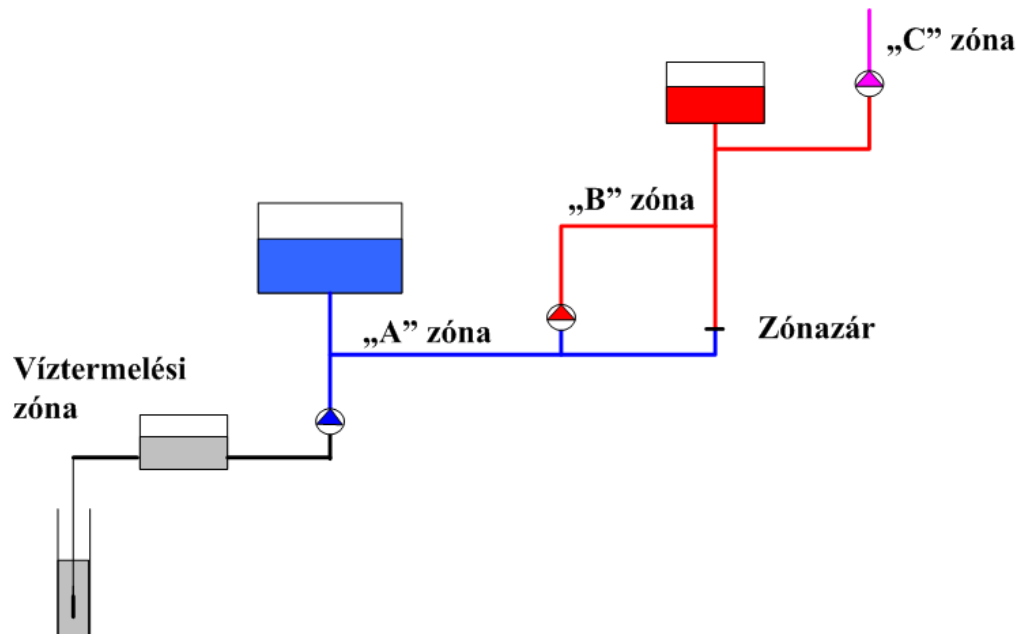 „C” zóna
„B” zóna
„A” zóna
Zónazár
Víztermelési
zóna